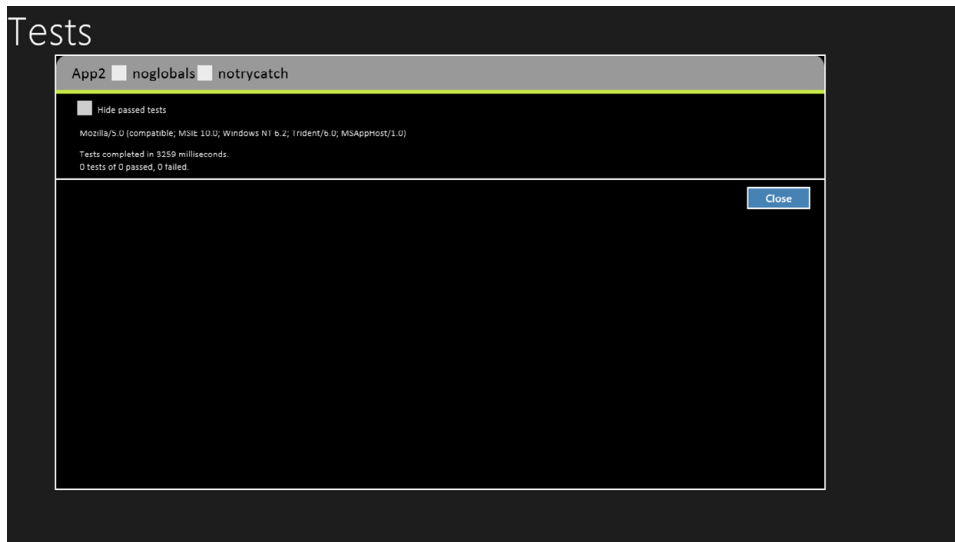 Tests
App2 noglobals notrycatch
Hide passed tests
Mozilla/5.0 (compatible; MSIE 10.0; Windows NT 6.2; Trident/6.0; MSAppHost/1.0)
Tests completed in 3259 milliseconds.
0 tests of 0 passed, 0 failed.
Close